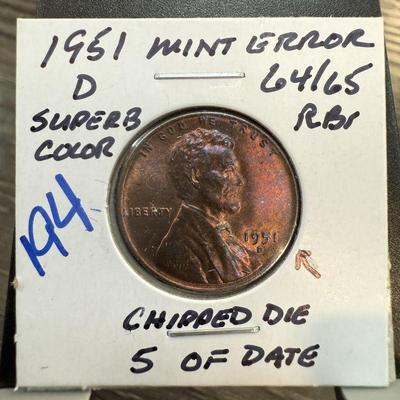 1951 MINT ERROR
D 64/65
SUPERB RBr
COLOR
194
IN GOD WE TRUST
LIBERTY
1951
D
CHIPPED DIE
5 OF DATE